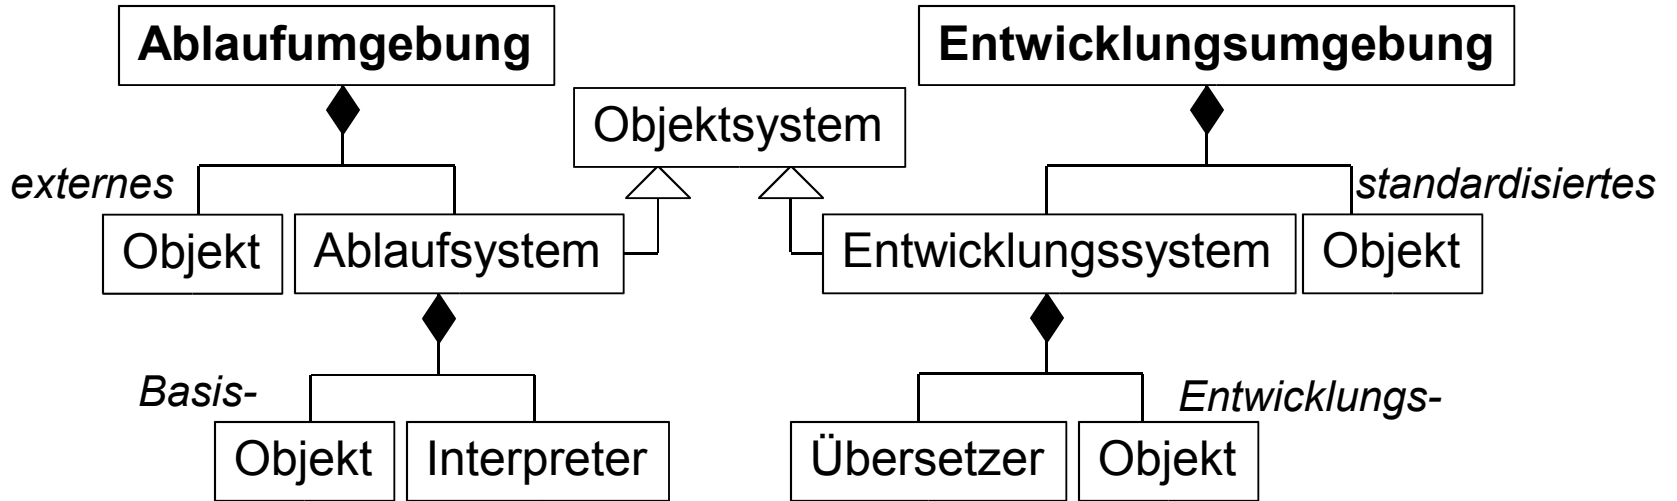 Ablaufumgebung
Entwicklungsumgebung
Objektsystem
externes
standardisiertes
Objekt
Ablaufsystem
Entwicklungssystem
Objekt
Basis-
Entwicklungs-
Objekt
Interpreter
Übersetzer
Objekt